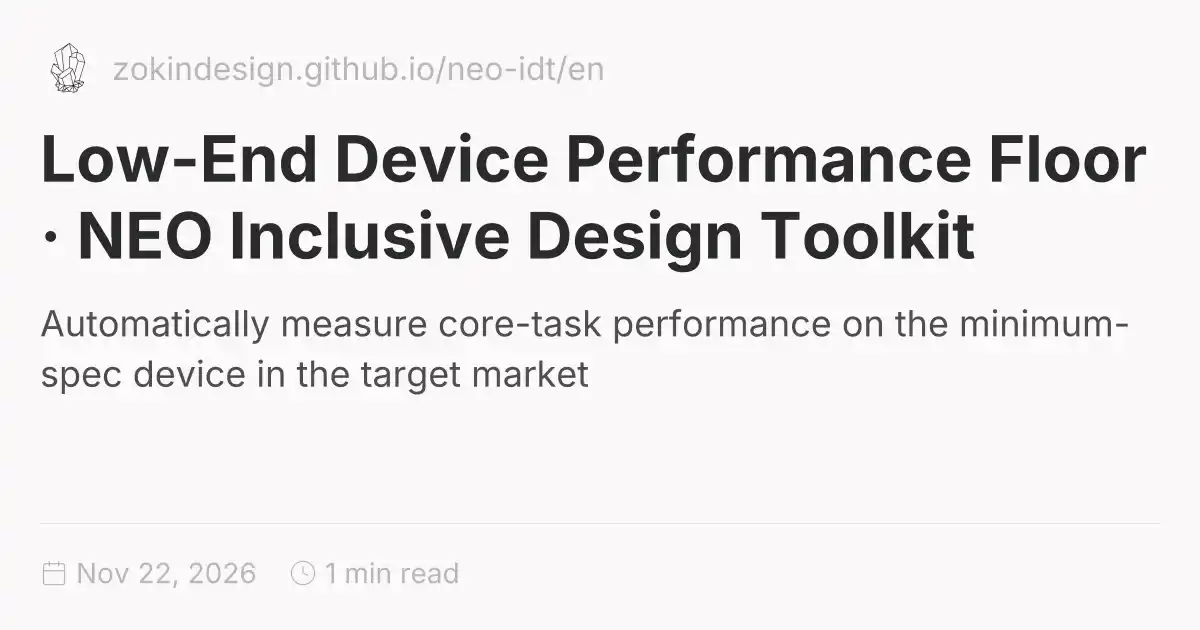 zokindesign.github.io/neo-idt/en
Low-End Device Performance Floor
· NEO Inclusive Design Toolkit
Automatically measure core-task performance on the minimum-
spec device in the target market
Nov 22, 2026 1 min read